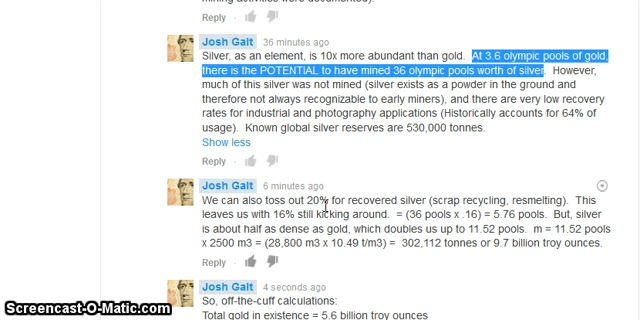 mining activities were documented).
Reply
Josh Galt 36 minutes ago
Silver, as an element, is 10x more abundant than gold. At 3.6 olympic pools of gold,
there is the POTENTIAL to have mined 36 olympic pools worth of silver. However,
much of this silver was not mined (silver exists as a powder in the ground and
therefore not always recognizable to early miners), and there are very low recovery
rates for industrial and photography applications (Historically accounts for 64% of
usage). Known global silver reserves are 530,000 tonnes.
Show less
Reply
Josh Galt 6 minutes ago
We can also toss out 20% for recovered silver (scrap recycling, resmelting). This
leaves us with 16% still kicking around. = (36 pools x .16) = 5.76 pools. But, silver
is about half as dense as gold, which doubles us up to 11.52 pools. m = 11.52 pools
x 2500 m3 = (28,800 m3 x 10.49 t/m3) = 302,112 tonnes or 9.7 billion troy ounces.
Reply
Josh Galt 4 seconds ago
So, off-the-cuff calculations:
Total gold in existence = 5.6 billion troy ounces
Screencast-O-Matic.com